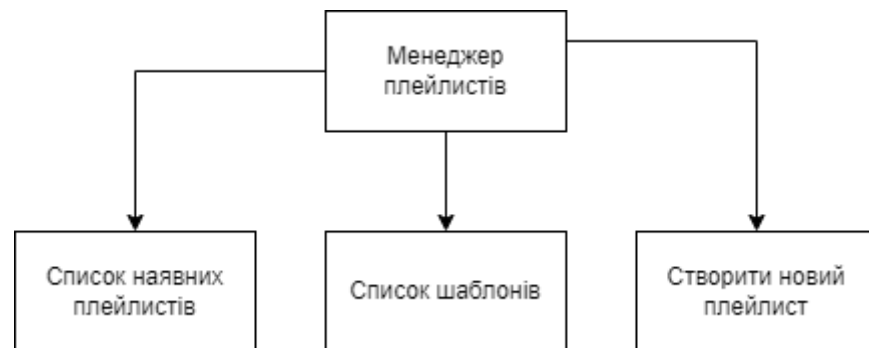 Менеджер
плейлистів
Список наявних
плейлистів
Список шаблонів
Створити новий
плейлист